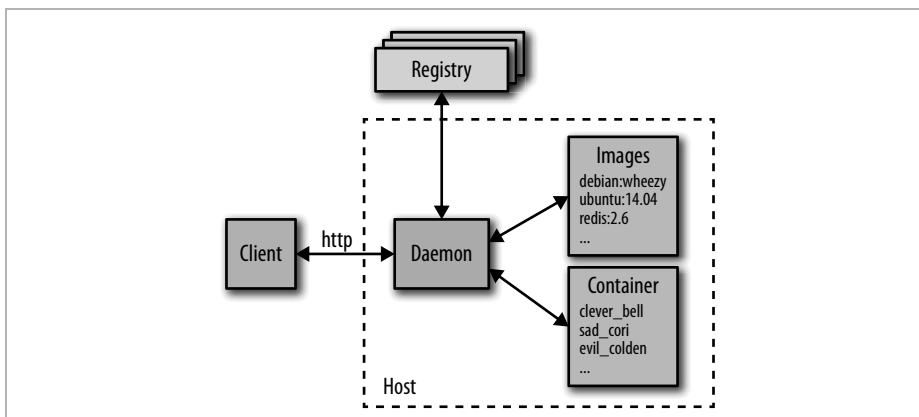 Registry
Images
debian:wheezy
ubuntu:14.04
redis:2.6
...
Client
http
Daemon
Container
clever_bell
sad_cori
evil_colden
...
Host